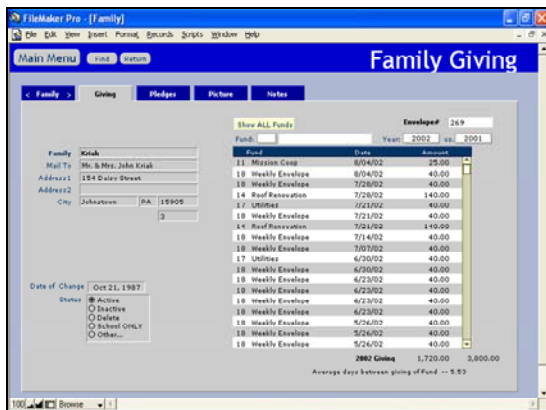 FileMaker Pro - [Family]
File Edit View Insert Format Records Scripts Window Help
Main Menu Find Return
Family Giving
< Family > Giving Pledges Picture Notes
Show ALL Funds Envelope# 269
Fund: Year: 2002 vs. 2001
Fund Date Amount
Family Kriak
Mail To Mr. & Mrs. John Kriak
Address1 154 Daisy Street
Address2
City Johnstown PA 15905
3
11 Mission Coop 8/04/02 25.00
18 Weekly Envelope 8/04/02 40.00
18 Weekly Envelope 7/28/02 40.00
14 Roof Renovation 7/28/02 140.00
17 Utilities 7/21/02 40.00
18 Weekly Envelope 7/21/02 40.00
14 Roof Renovation 7/21/02 140.00
18 Weekly Envelope 7/14/02 40.00
18 Weekly Envelope 7/07/02 40.00
17 Utilities 6/30/02 40.00
18 Weekly Envelope 6/30/02 40.00
18 Weekly Envelope 6/23/02 40.00
18 Weekly Envelope 6/23/02 40.00
18 Weekly Envelope 6/23/02 40.00
18 Weekly Envelope 6/23/02 40.00
18 Weekly Envelope 5/26/02 40.00
18 Weekly Envelope 5/26/02 40.00
18 Weekly Envelope 5/26/02 40.00
Date of Change Oct 21, 1987
Status Active
Inactive
Delete
School ONLY
Other...
2002 Giving 1,720.00 3,800.00
Average days between giving of Fund -- 5.53
100 Browse